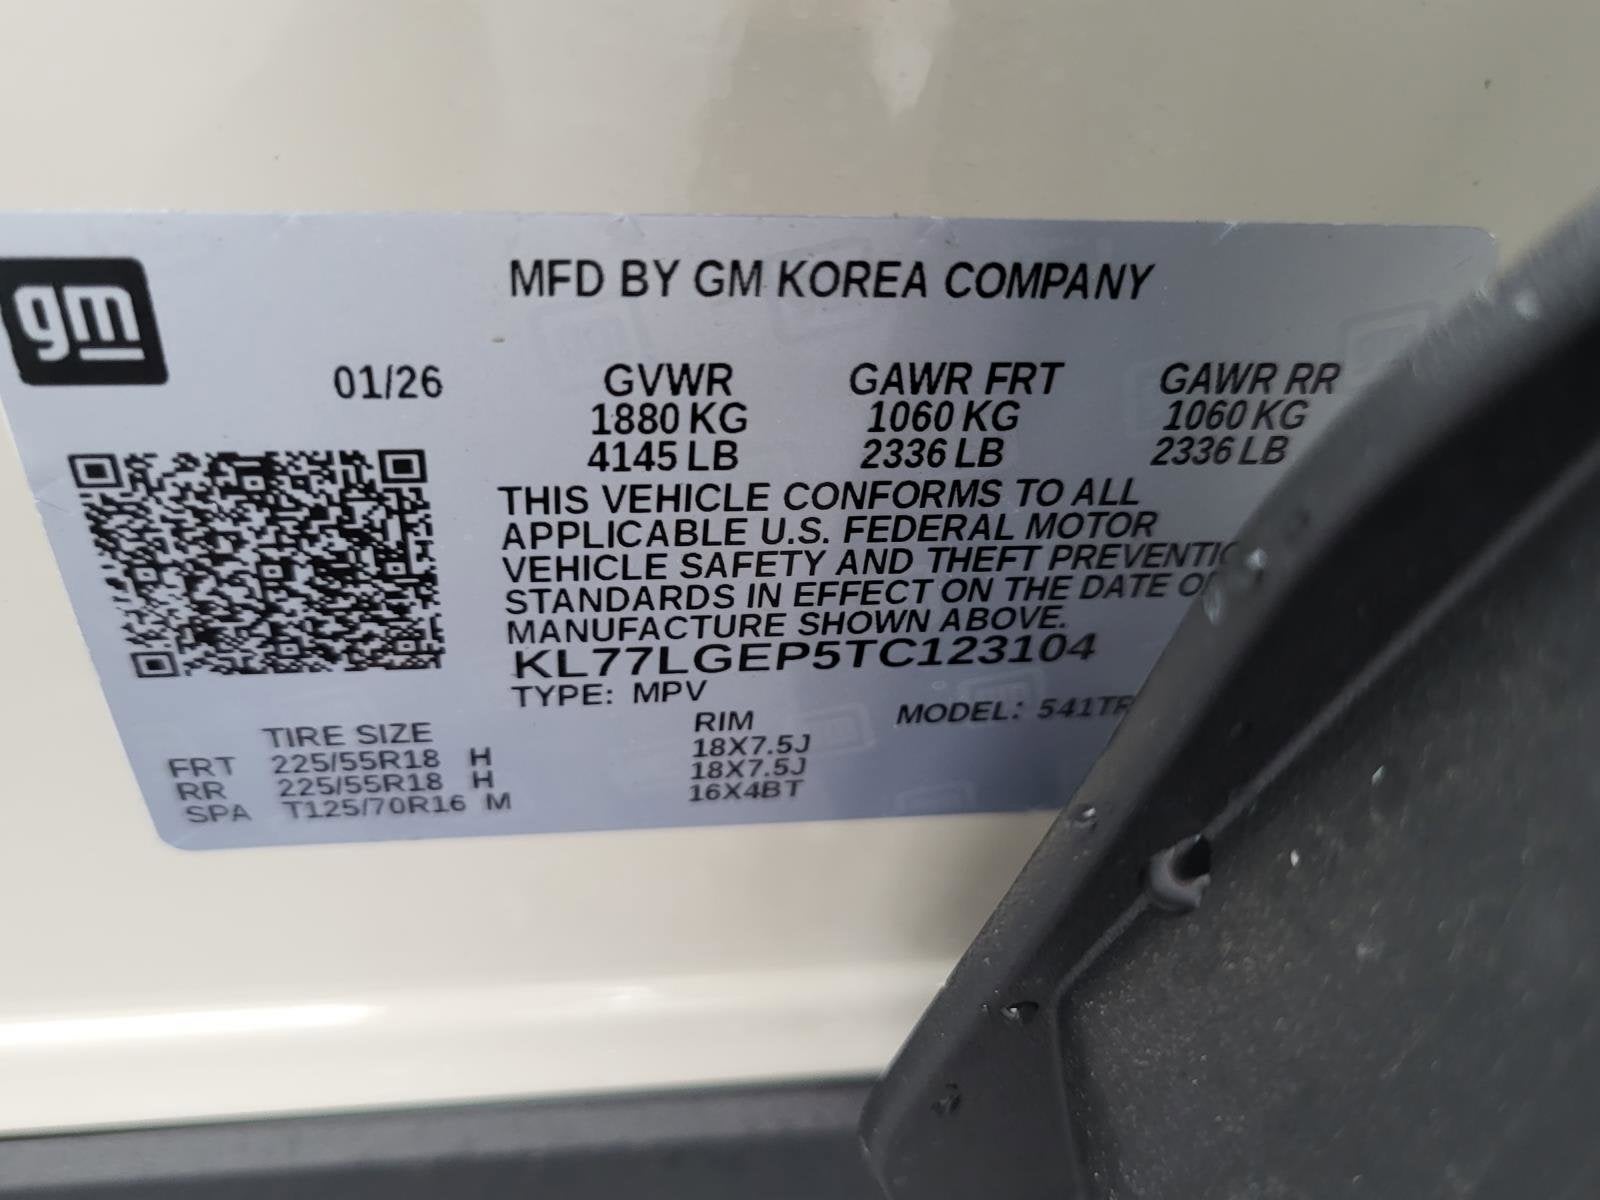 gm
MFD BY GM KOREA COMPANY
01/26 GVWR GAWR FRT GAWR RR
1880 KG 1060 KG 1060 KG
4145 LB 2336 LB 2336 LB
THIS VEHICLE CONFORMS TO ALL
APPLICABLE U.S. FEDERAL MOTOR
VEHICLE SAFETY AND THEFT
STANDARDS IN EFFECT ON THE DATE
MANUFACTURE SHOWN ABOVE.
KL77LGEP5TC123104
TYPE: MPV
MODEL:
TIRE SIZE RIM
FRT 225/55R18 H 18X7.5J
RR 225/55R18 H 18X7.5J
SPA T125/70R16 M 16X4BT